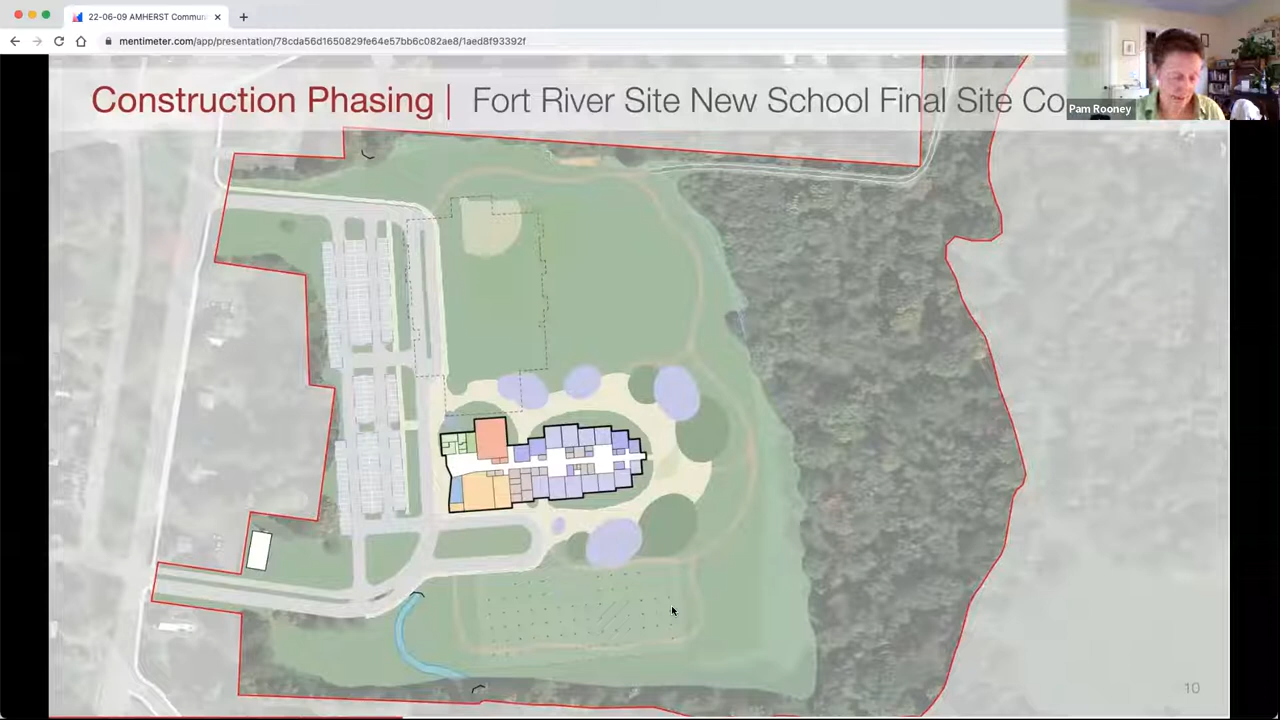 22-06-09 AMHERST Commun
mentimeter.com/app/presentation/78cda56d1650829fe64e57bb6c082ae8/1aed8f93392f
Construction Phasing| Fort River Site New School Final Site Co
Pam Rooney
10